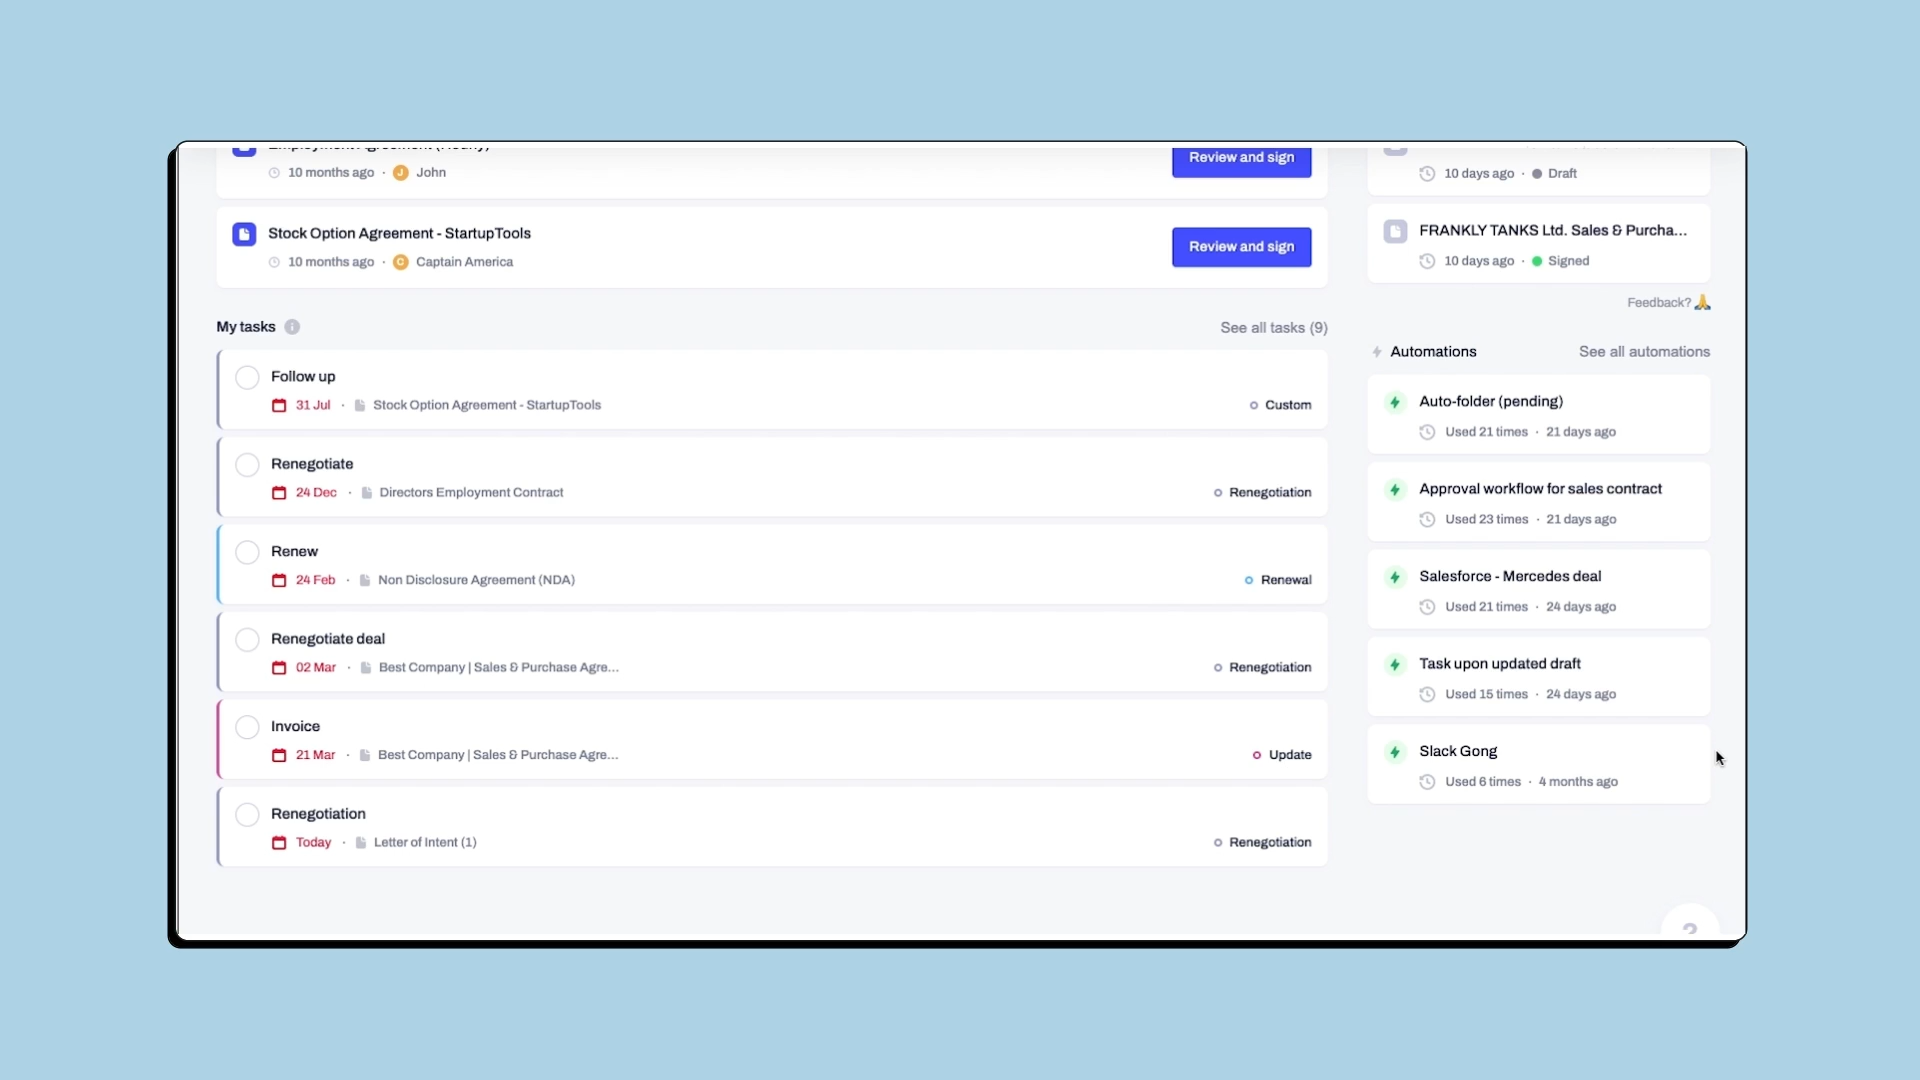 Employment Agreement (Hourly)
10 months ago · J John
Review and sign
Stock Option Agreement - StartupTools
10 months ago · C Captain America
Review and sign
My tasks
See all tasks (9)
Follow up
31 Jul · Stock Option Agreement - StartupTools
Custom
Renegotiate
24 Dec · Directors Employment Contract
Renegotiation
Renew
24 Feb · Non Disclosure Agreement (NDA)
Renewal
Renegotiate deal
02 Mar · Best Company | Sales & Purchase Agre...
Renegotiation
Invoice
21 Mar · Best Company | Sales & Purchase Agre...
Update
Renegotiation
Today · Letter of Intent (1)
Renegotiation
10 days ago · Draft
FRANKLY TANKS Ltd. Sales & Purcha...
10 days ago · Signed
Feedback? 🙏
Automations
See all automations
Auto-folder (pending)
Used 21 times · 21 days ago
Approval workflow for sales contract
Used 23 times · 21 days ago
Salesforce - Mercedes deal
Used 21 times · 24 days ago
Task upon updated draft
Used 15 times · 24 days ago
Slack Gong
Used 6 times · 4 months ago
?